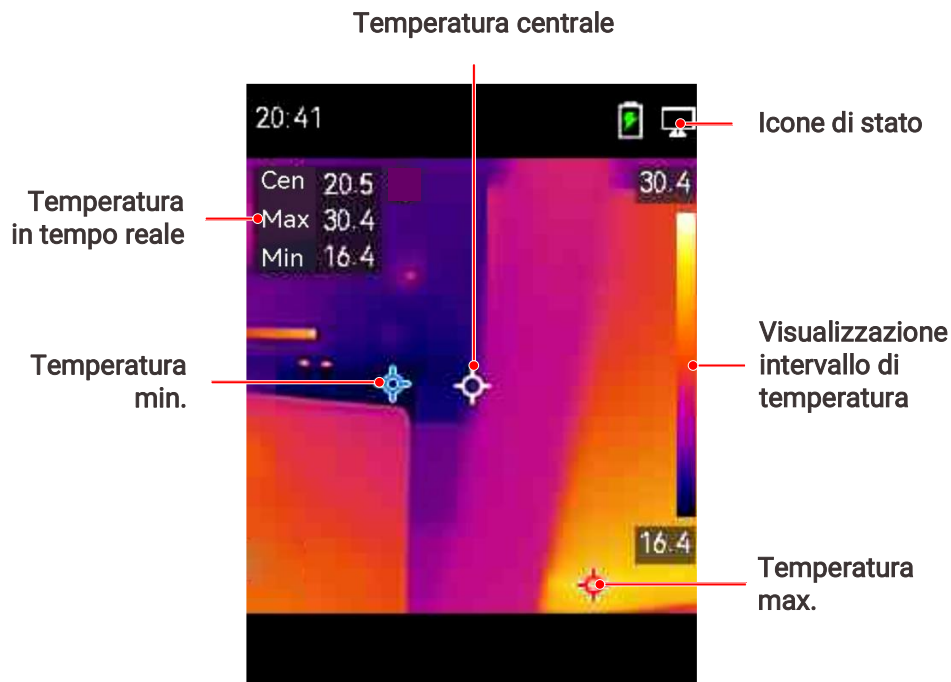 Temperatura centrale
20:41
Icone di stato
Temperatura
in tempo reale
Cen 20.5
Max 30.4
Min 16.4
30.4
Temperatura
min.
Visualizzazione
intervallo di
temperatura
16.4
Temperatura
max.